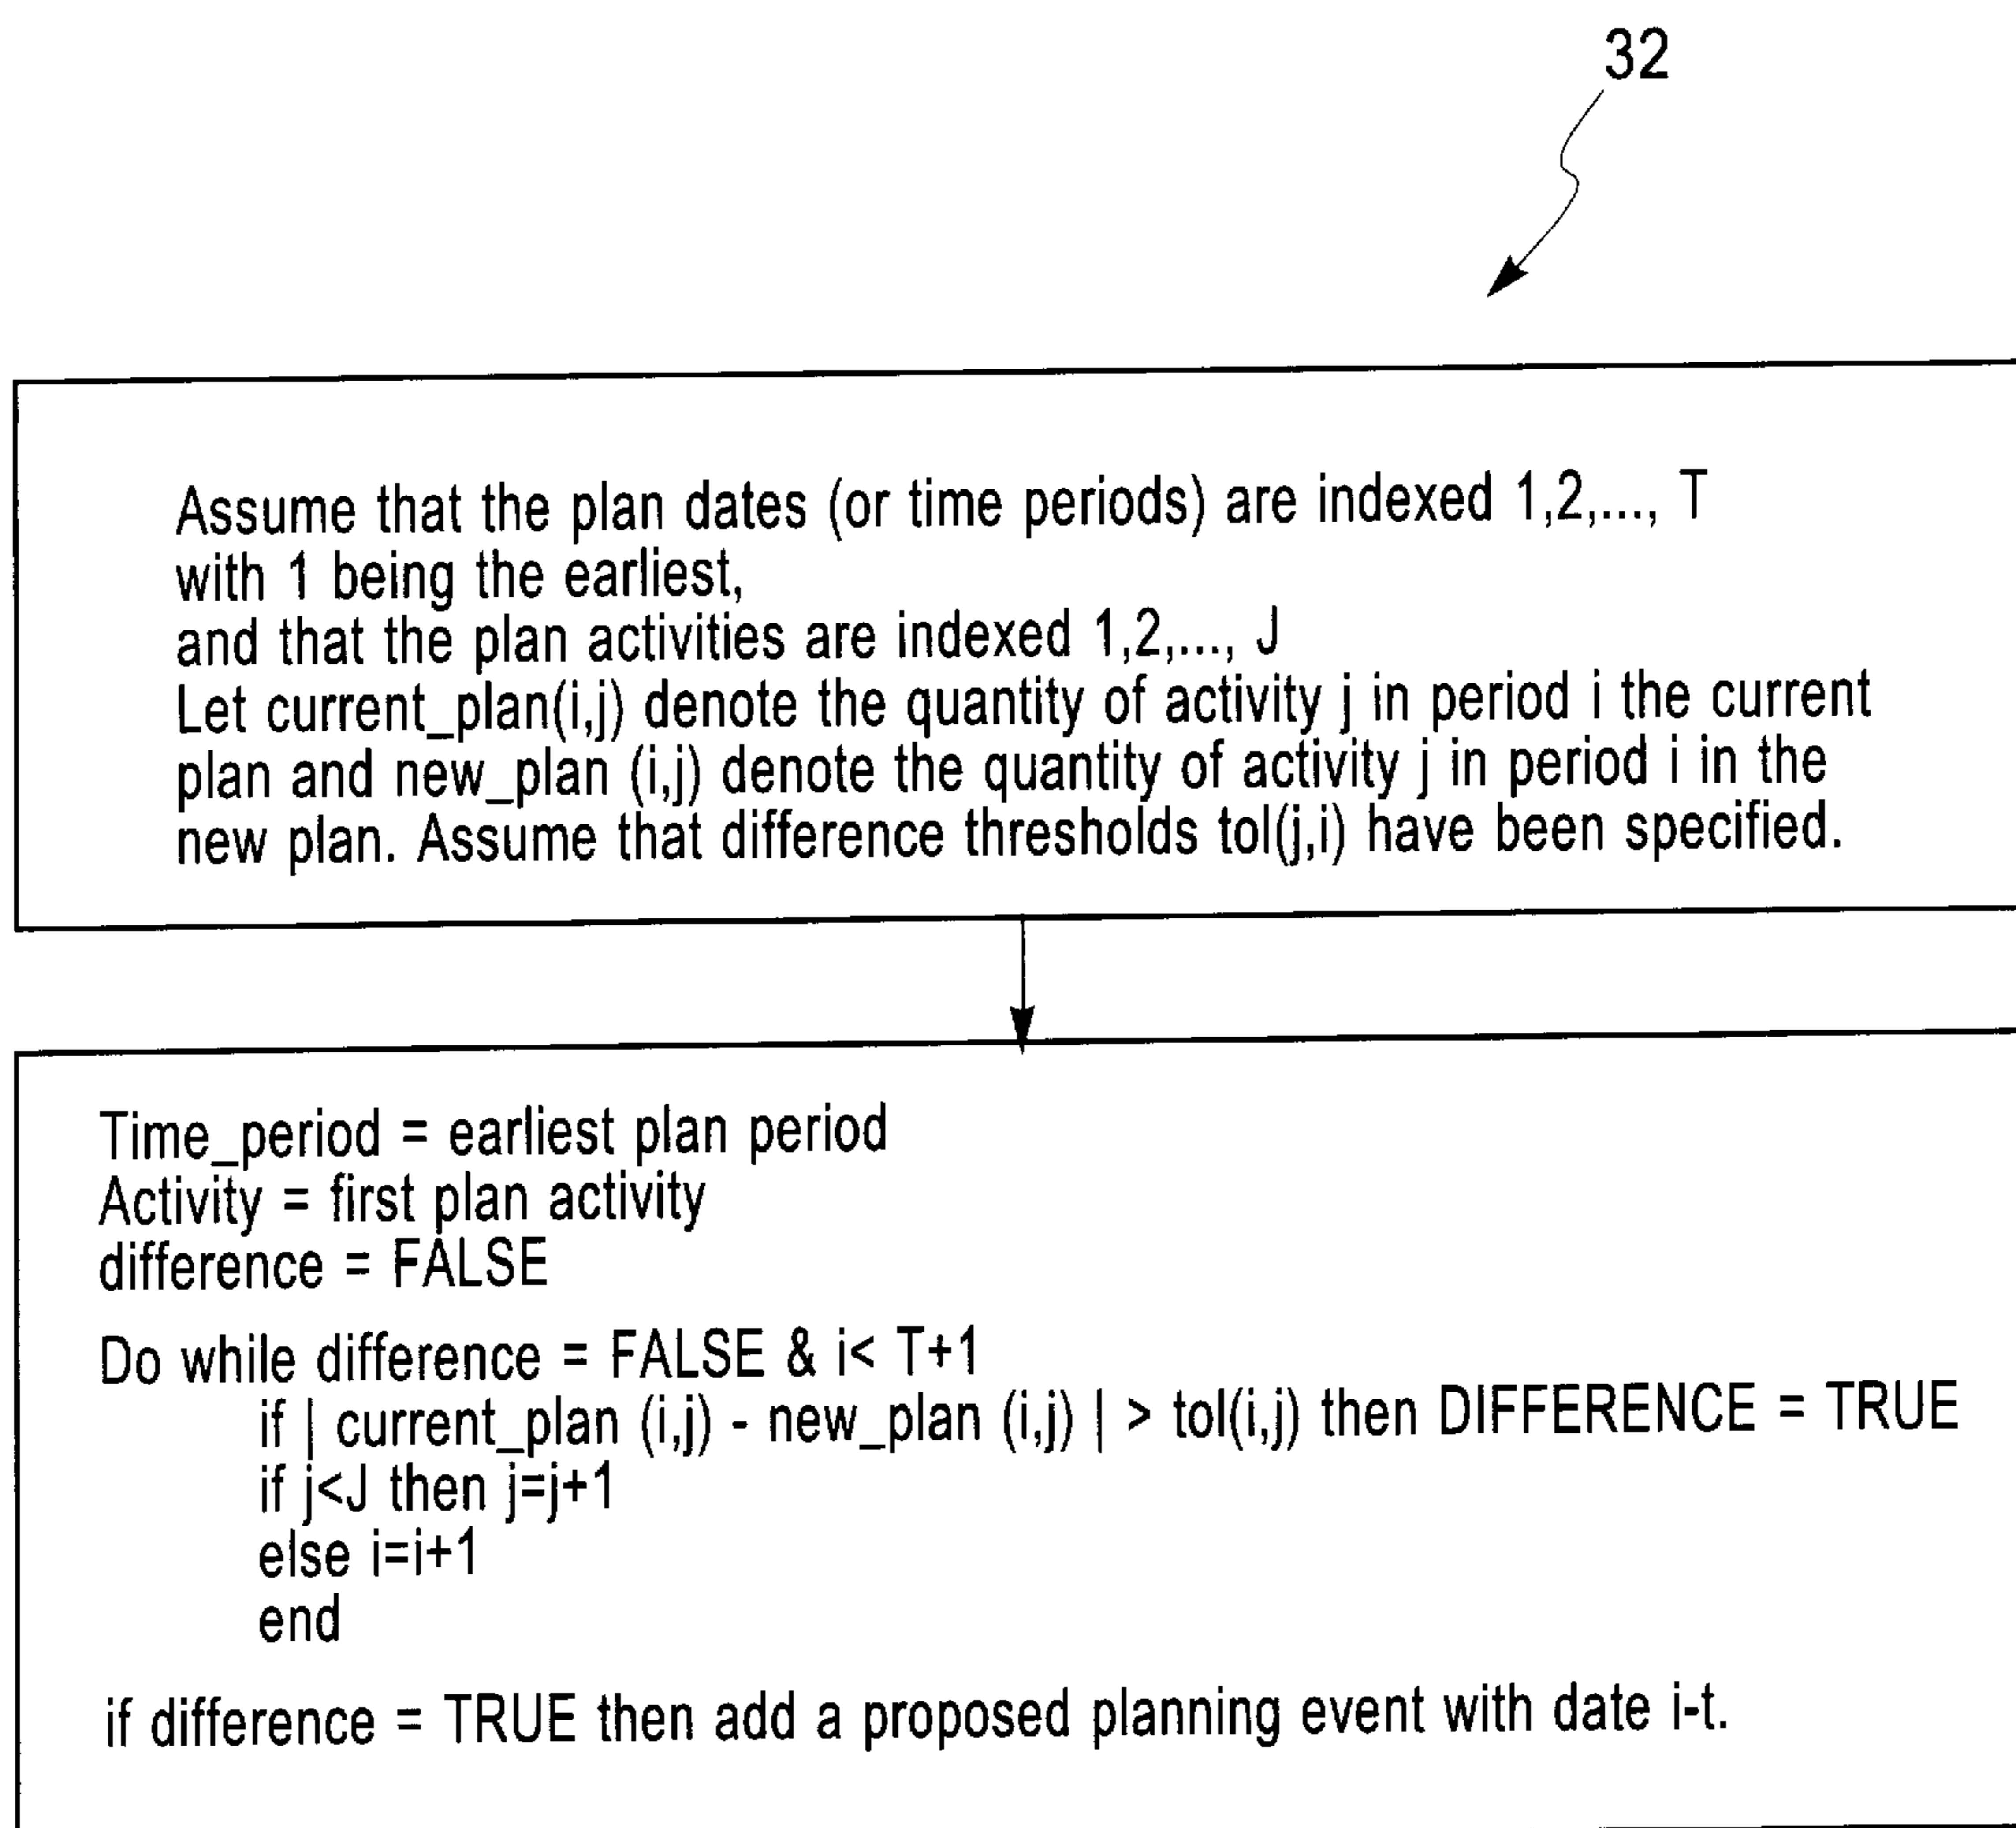 32
Assume that the plan dates (or time periods) are indexed 1,2,..., T
with 1 being the earliest,
and that the plan activities are indexed 1,2,..., J
Let current_plan(i,j) denote the quantity of activity j in period i the current
plan and new_plan (i,j) denote the quantity of activity j in period i in the
new plan. Assume that difference thresholds tol(j,i) have been specified.
Time_period = earliest plan period
Activity = first plan activity
difference = FALSE
Do while difference = FALSE & i< T+1
if | current_plan (i,j) - new_plan (i,j) | > tol(i,j) then DIFFERENCE = TRUE
if j<J then j=j+1
else i=i+1
end
if difference = TRUE then add a proposed planning event with date i-t.